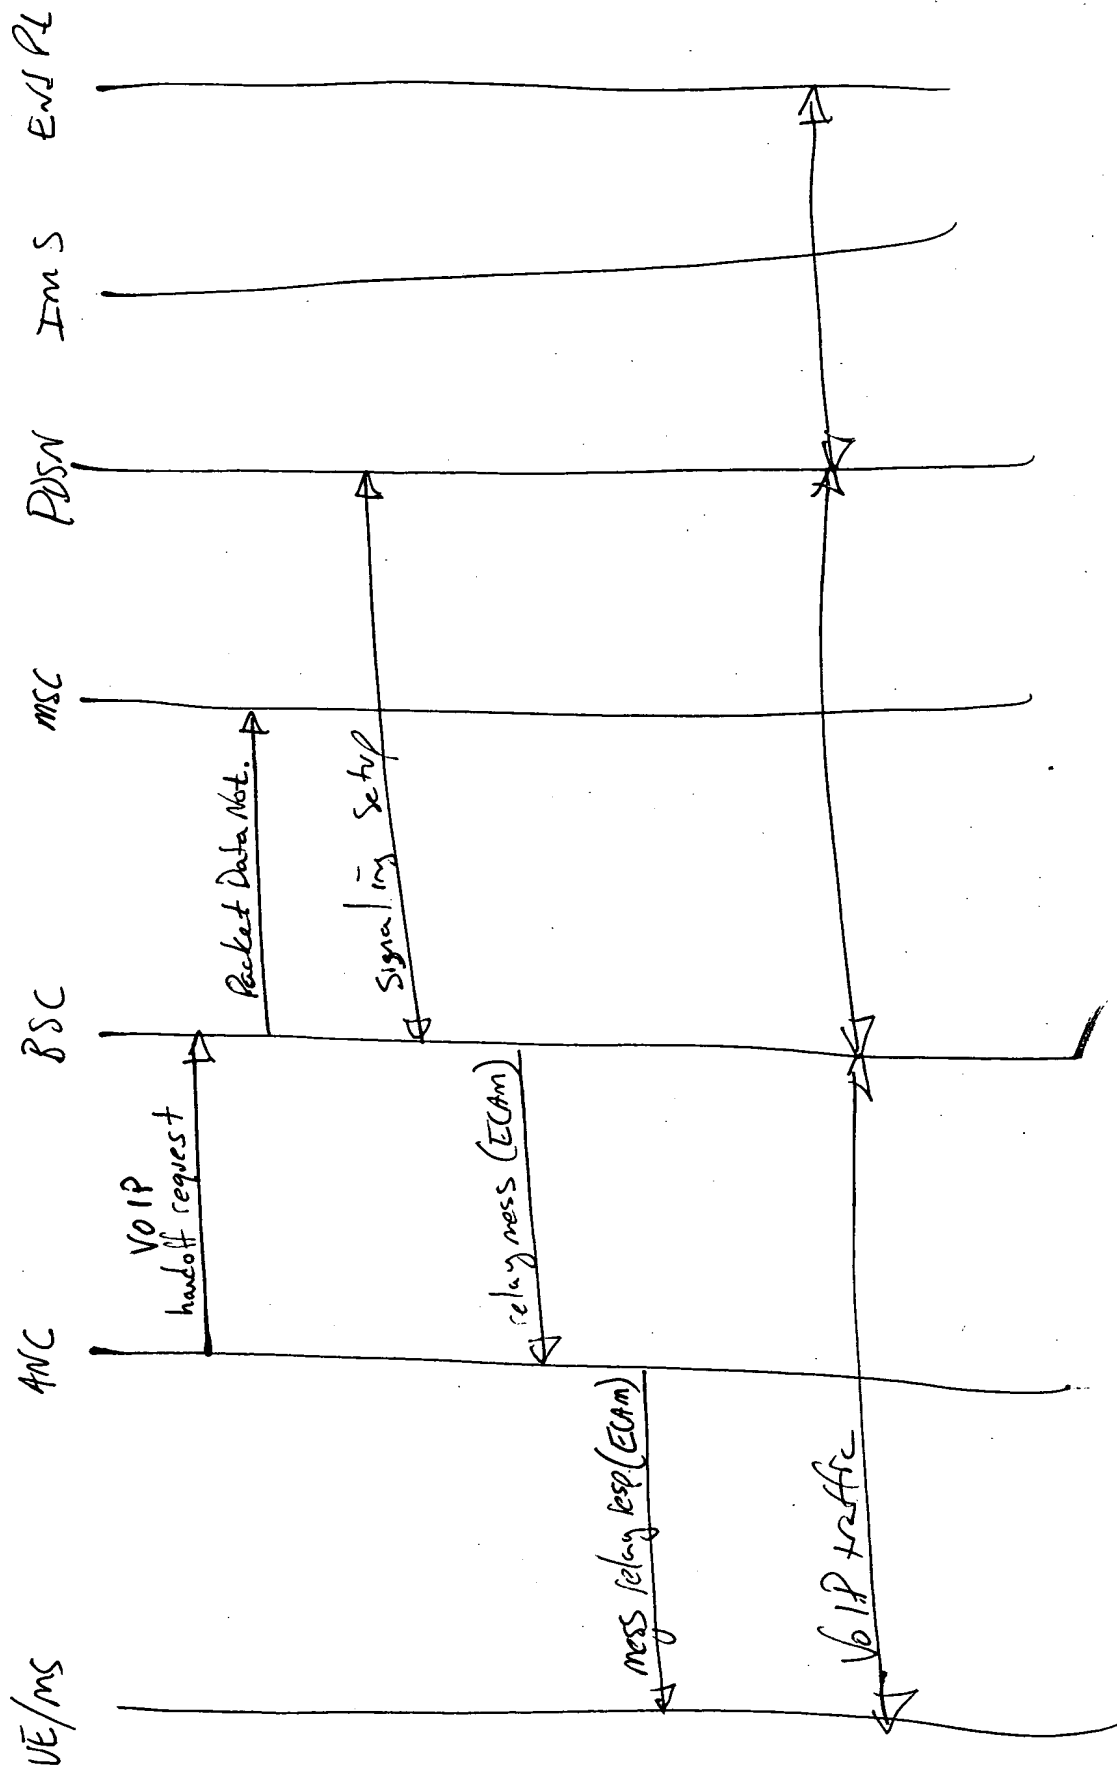 UE/MS
ANC
BSC
MSC
PDSN
IMS
End Pt
VOIP
handoff request
Packet Data Not.
Signaling Setup
relay mess (ECAM)
mess relay resp. (ECAM)
VoIP traffic